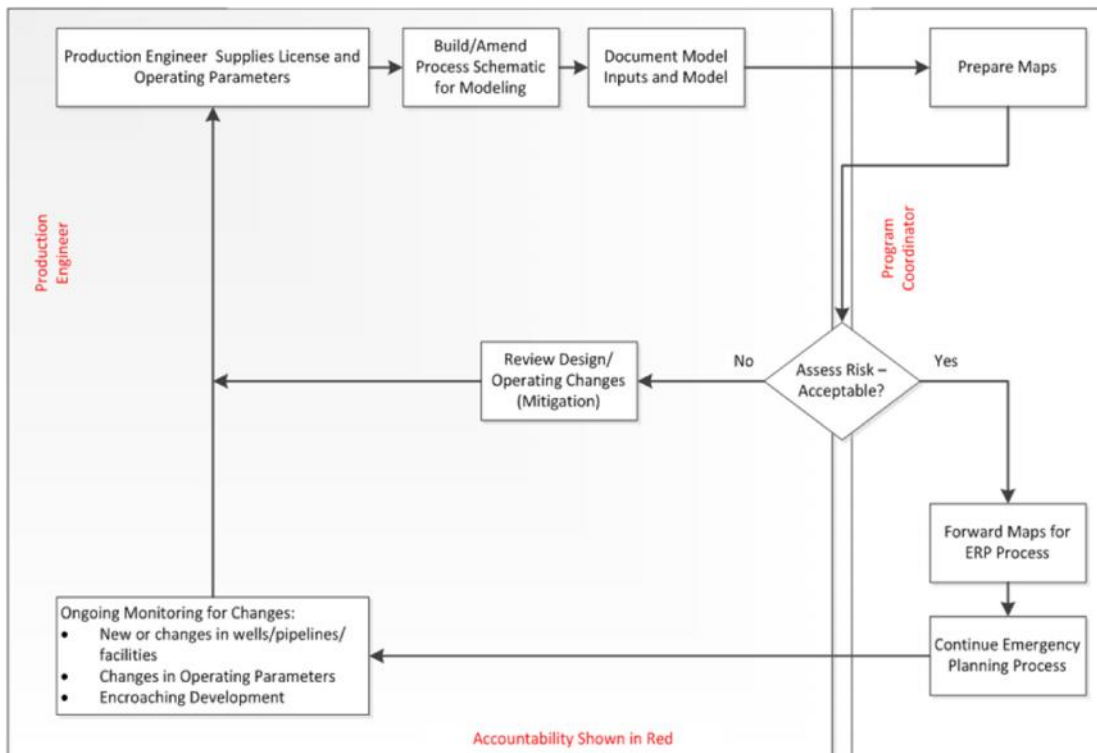 Production Engineer  Supplies License and
Operating Parameters
Build/Amend
Process Schematic
for Modeling
Document Model
Inputs and Model
Prepare Maps
Production
Engineer
Program
Coordinator
Review Design/
Operating Changes
(Mitigation)
No
Assess Risk –
Acceptable?
Yes
Forward Maps for
ERP Process
Ongoing Monitoring for Changes:
• New or changes in wells/pipelines/
facilities
• Changes in Operating Parameters
• Encroaching Development
Continue Emergency
Planning Process
Accountability Shown in Red